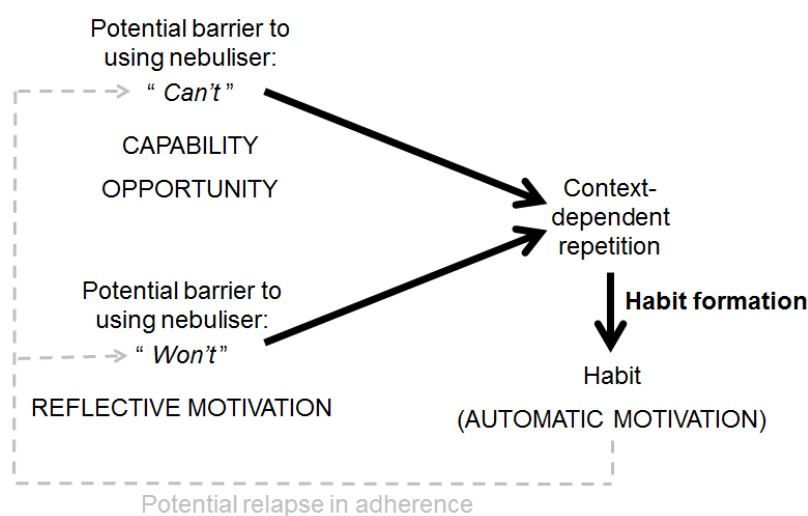 Potential barrier to
using nebuliser:
“ Can’t ”
CAPABILITY
OPPORTUNITY
Potential barrier to
using nebuliser:
“ Won’t”
REFLECTIVE MOTIVATION
Context-
dependent
repetition
Habit formation
Habit
(AUTOMATIC MOTIVATION)
Potential relapse in adherence